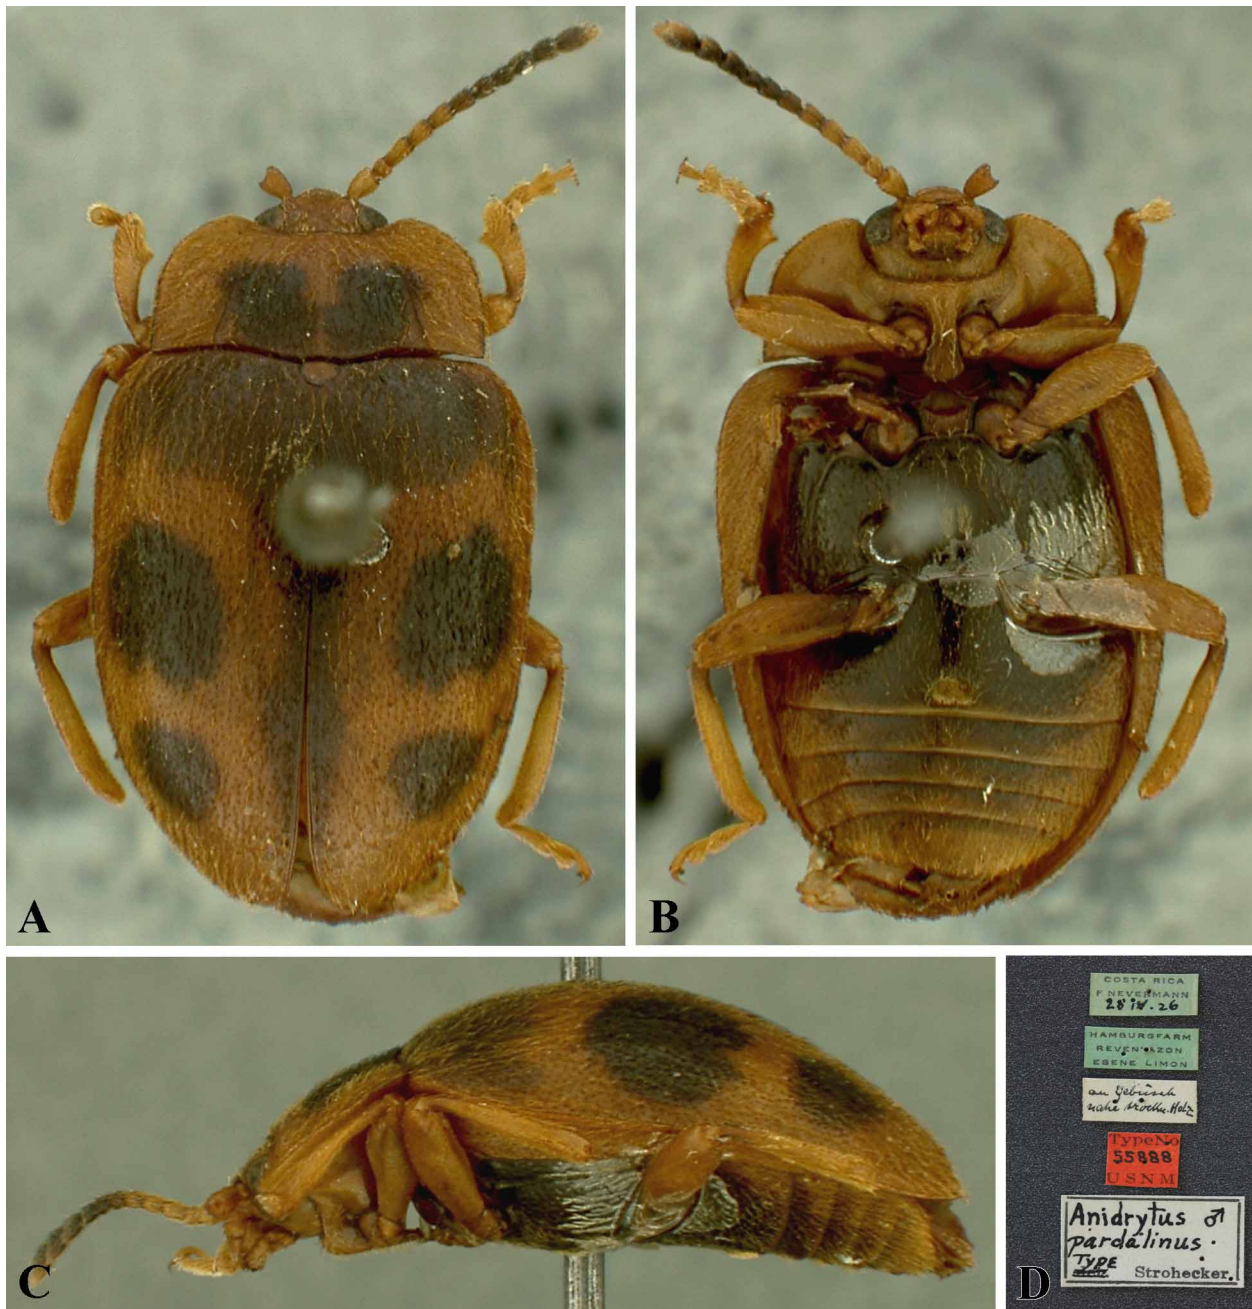 A
B
C
COSTA RICA
F. NEVERMANN
28 IV. 26
HAMBURGFARM
REVENTAZON
EBENE LIMON
an Gebüsch
nahe trockn. Holz
Type No
55888
U S N M
Anidrytus ♂
pardalinus.
TYPE
Strohecker.
D